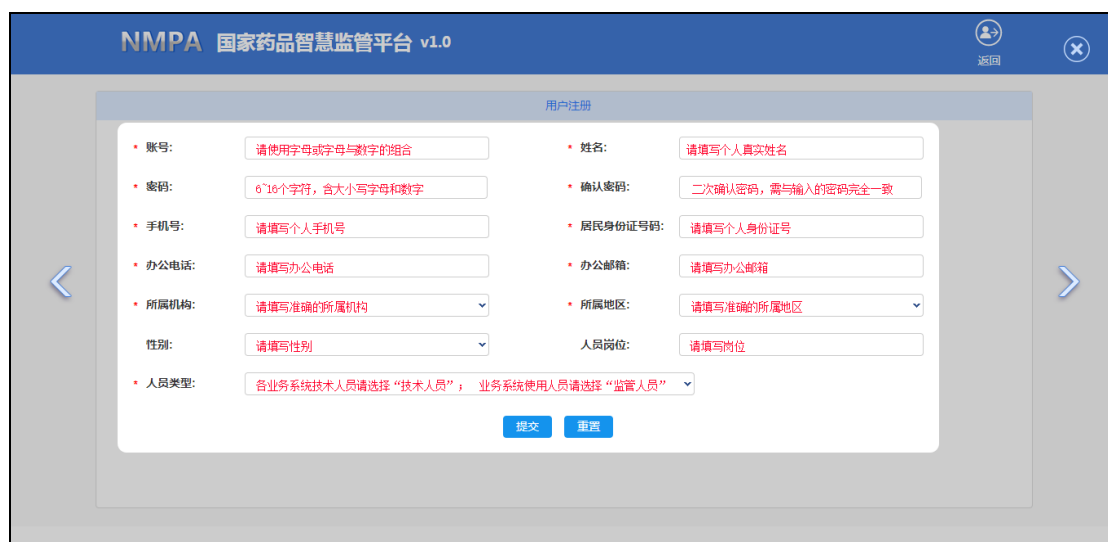 NMPA 国家药品智慧监管平台 v1.0
返回
用户注册
* 账号: 请使用字母或字母与数字的组合 * 姓名: 请填写个人真实姓名
* 密码: 6~16个字符，含大小写字母和数字 * 确认密码: 二次确认密码，需与输入的密码完全一致
* 手机号: 请填写个人手机号 * 居民身份证号码: 请填写个人身份证号
* 办公电话: 请填写办公电话 * 办公邮箱: 请填写办公邮箱
* 所属机构: 请填写准确的所属机构 * 所属地区: 请填写准确的所属地区
性别: 请填写性别 人员岗位: 请填写岗位
* 人员类型: 各业务系统技术人员请选择“技术人员”； 业务系统使用人员请选择“监管人员”
提交 重置